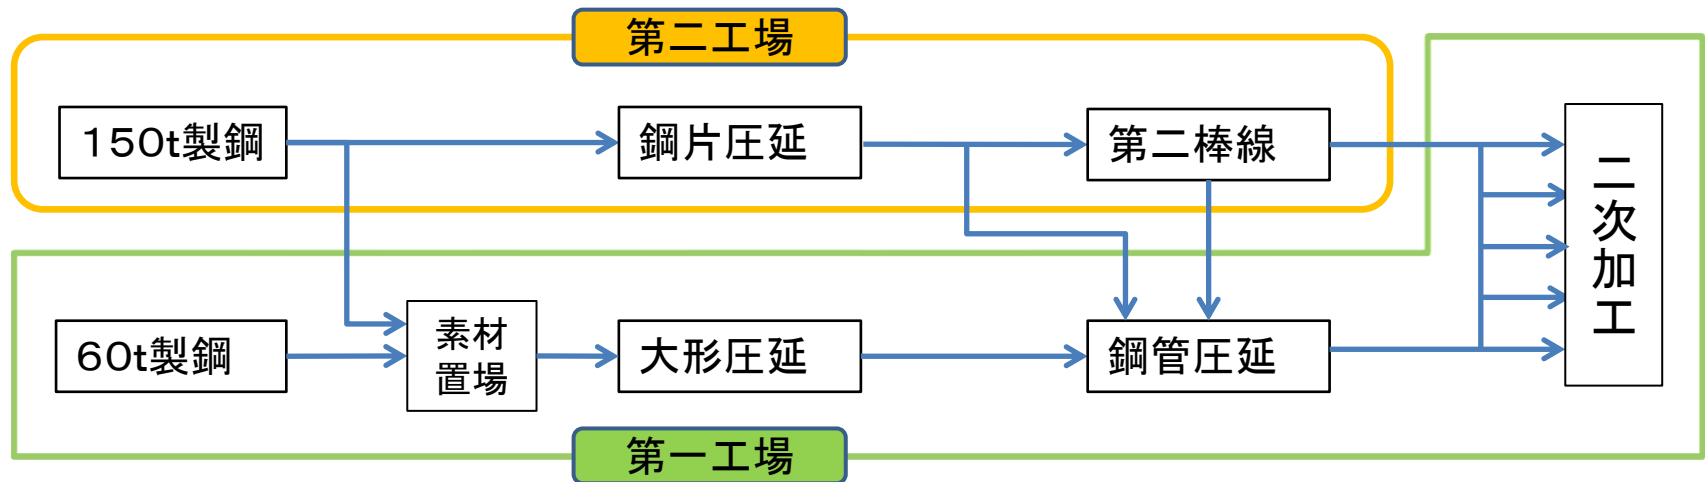 第二工場
150t製鋼
鋼片圧延
第二棒線
二次加工
60t製鋼
素材
置場
大形圧延
鋼管圧延
第一工場